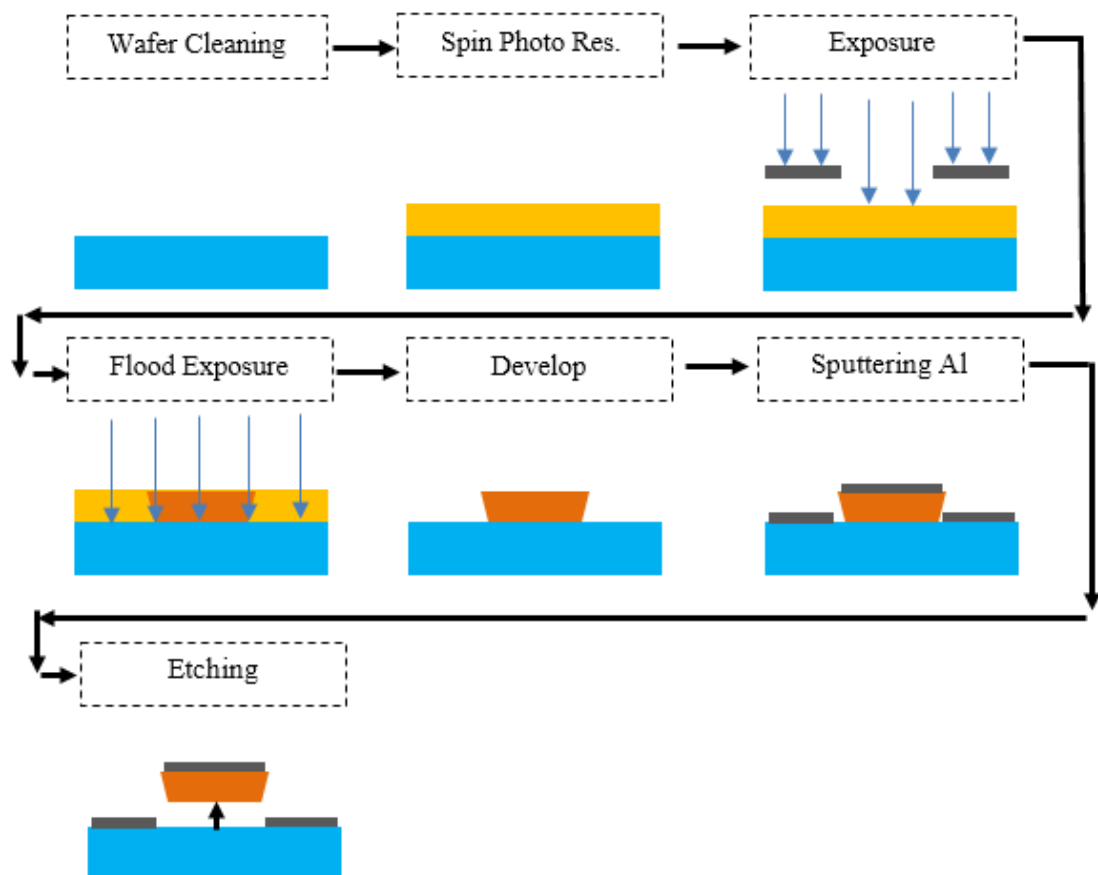 Wafer Cleaning
Spin Photo Res.
Exposure
Flood Exposure
Develop
Sputtering Al
Etching